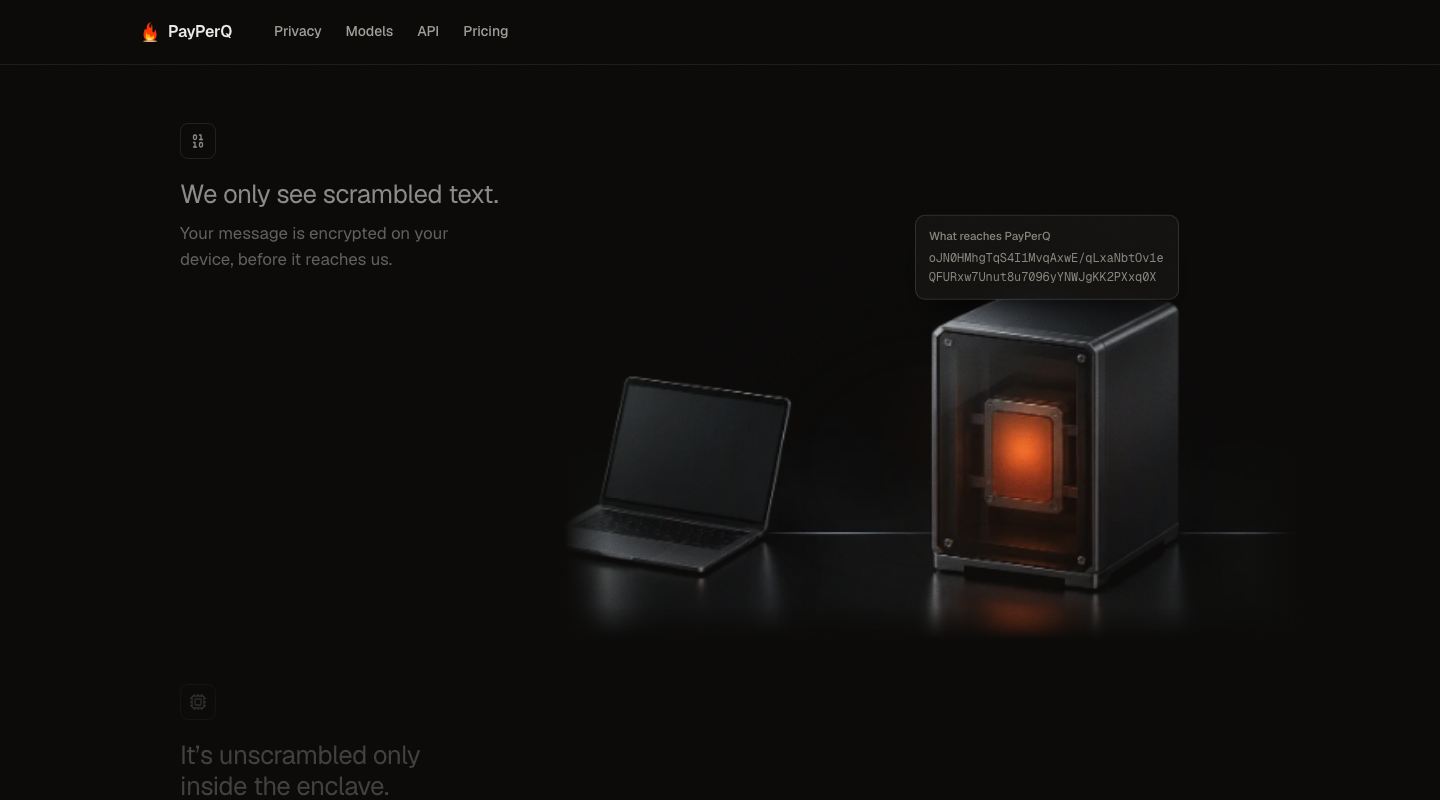 PayPerQ
Privacy
Models
API
Pricing
01
10
We only see scrambled text.
Your message is encrypted on your
device, before it reaches us.
What reaches PayPerQ
oJN0HMhgTqS4I1MvqAxwE/qLxaNbtOv1e
QFURxw7Unut8u7096yYNWJgKK2PXxq0X
It’s unscrambled only
inside the enclave.